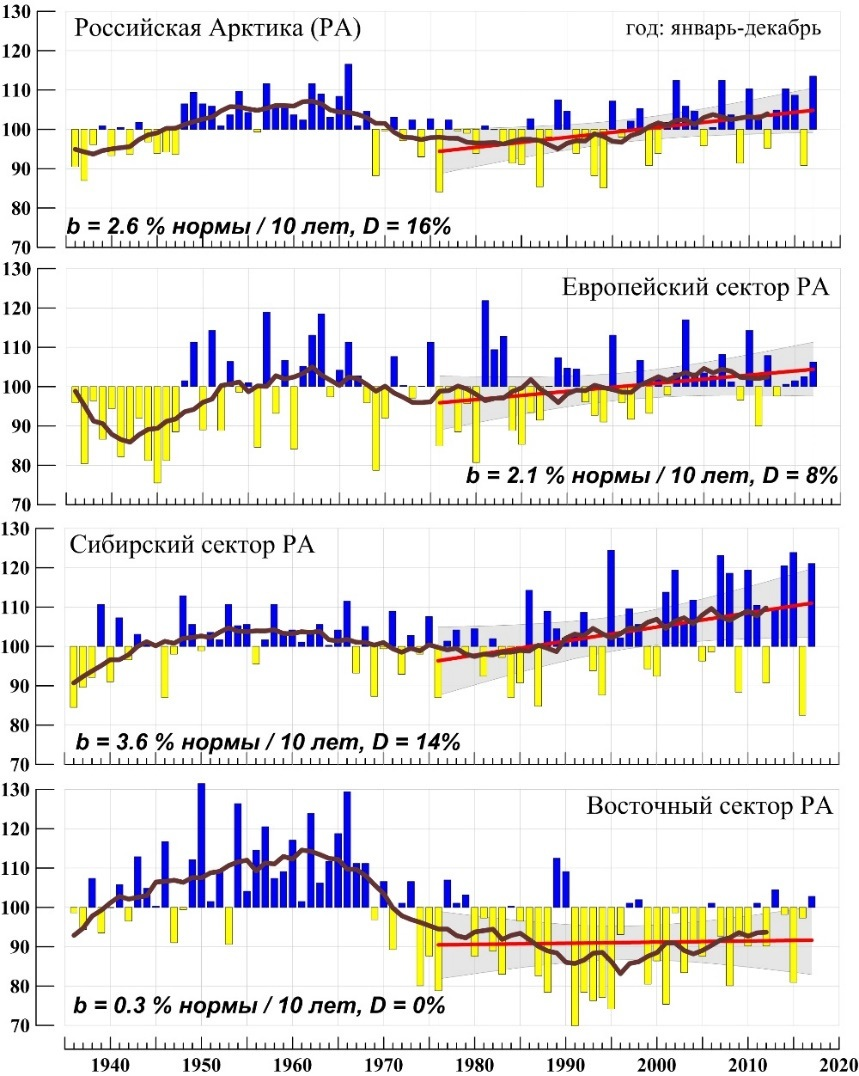 130
Российская Арктика (РА)
год: январь-декабрь
120
110
100
90
80
b = 2.6 % нормы / 10 лет, D = 16%
70
130
Европейский сектор РА
120
110
100
90
80
b = 2.1 % нормы / 10 лет, D = 8%
70
130
Сибирский сектор РА
120
110
100
90
80
b = 3.6 % нормы / 10 лет, D = 14%
70
130
Восточный сектор РА
120
110
100
90
80
b = 0.3 % нормы / 10 лет, D = 0%
70
1940 1950 1960 1970 1980 1990 2000 2010 2020